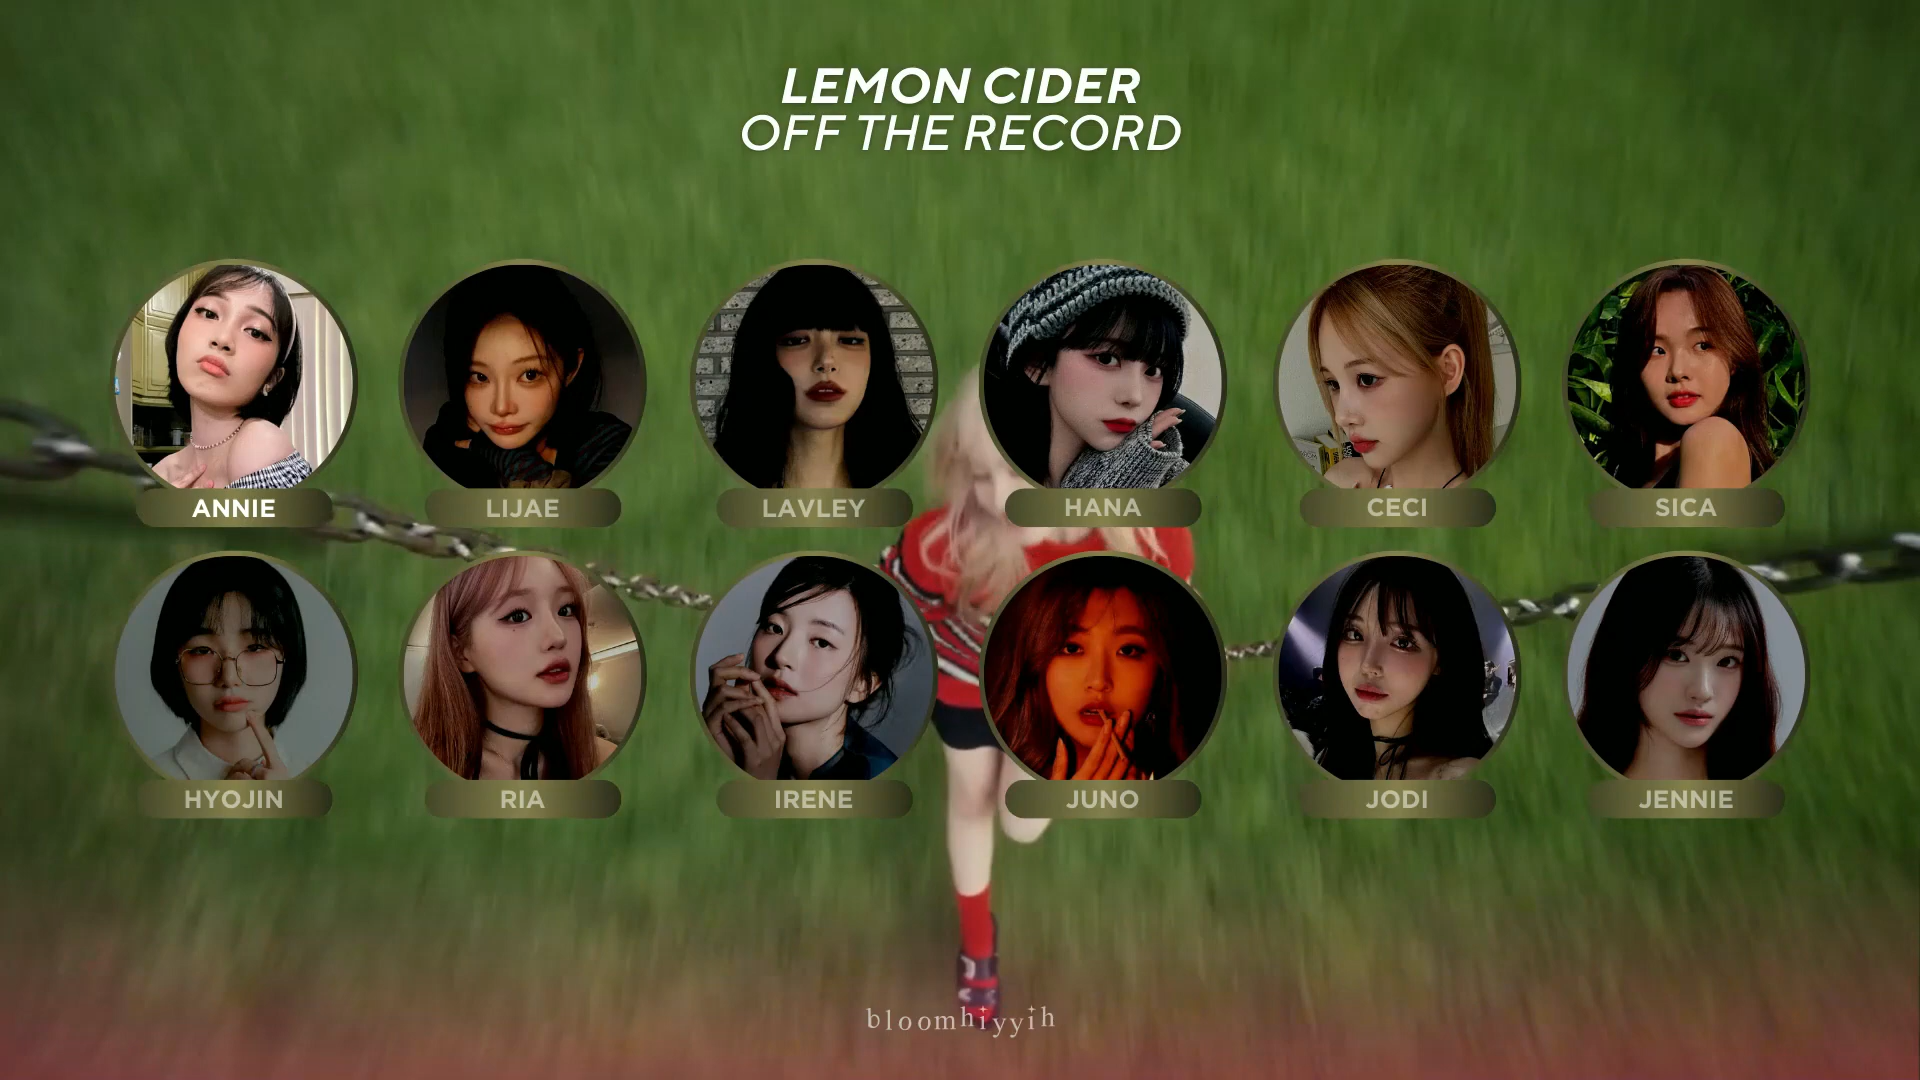 LEMON CIDER
OFF THE RECORD
ANNIE
LIJAE
LAVLEY
HANA
CECI
SICA
HYOJIN
RIA
IRENE
JUNO
JODI
JENNIE
bloomhiyyih